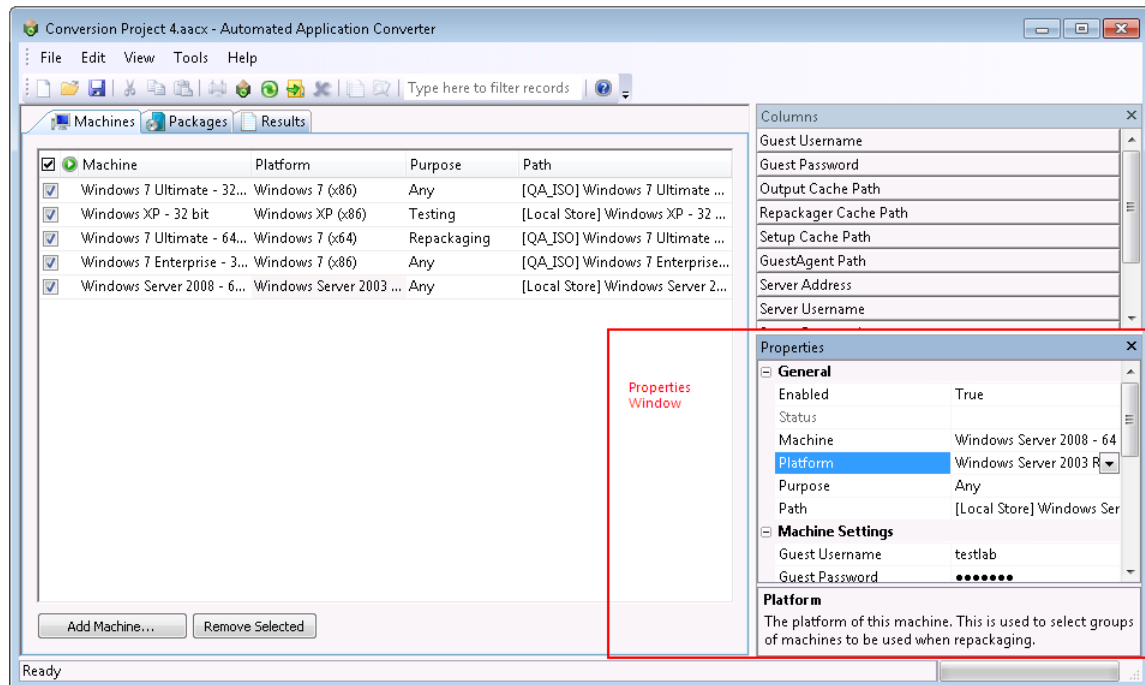 Conversion Project 4.aacx - Automated Application Converter
File Edit View Tools Help
Type here to filter records
Machines Packages Results
Machine Platform Purpose Path
Windows 7 Ultimate - 32... Windows 7 (x86) Any [QA_ISO] Windows 7 Ultimate ...
Windows XP - 32 bit Windows XP (x86) Testing [Local Store] Windows XP - 32 ...
Windows 7 Ultimate - 64... Windows 7 (x64) Repackaging [QA_ISO] Windows 7 Ultimate ...
Windows 7 Enterprise - 3... Windows 7 (x86) Any [QA_ISO] Windows 7 Enterprise...
Windows Server 2008 - 6... Windows Server 2003 ... Any [Local Store] Windows Server 2...
Add Machine... Remove Selected
Columns
Guest Username
Guest Password
Output Cache Path
Repackager Cache Path
Setup Cache Path
GuestAgent Path
Server Address
Server Username
Properties
Window
Properties
General
Enabled True
Status
Machine Windows Server 2008 - 64
Platform Windows Server 2003 R
Purpose Any
Path [Local Store] Windows Ser
Machine Settings
Guest Username testlab
Guest Password ●●●●●●●
Platform
The platform of this machine. This is used to select groups
of machines to be used when repackaging.
Ready